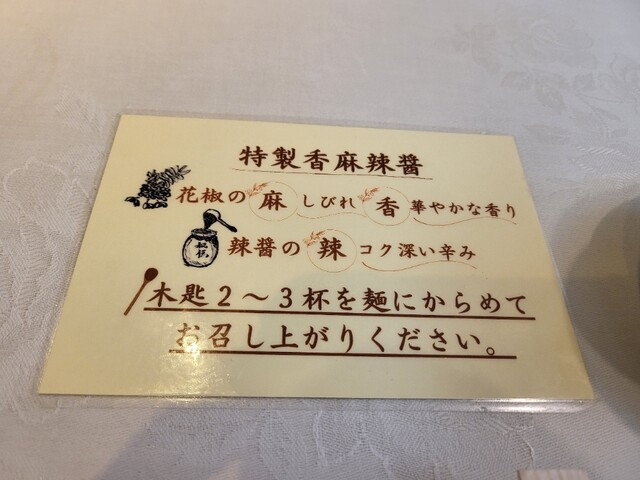 特製香麻辣醬
花椒の麻しびれ香華やかな香り
辣醬の辣コク深い辛み
木匙2～3杯を麺にからめて
お召し上がりください。